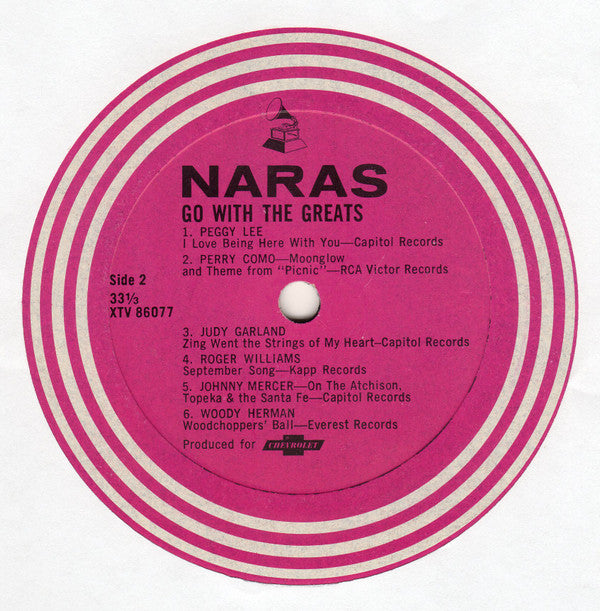 NARAS
GO WITH THE GREATS
1. PEGGY LEE
I Love Being Here With You—Capitol Records
2. PERRY COMO—Moonglow
and Theme from "Picnic"—RCA Victor Records
Side 2
33⅓
XTV 86077
3. JUDY GARLAND
Zing Went the Strings of My Heart—Capitol Records
4. ROGER WILLIAMS
September Song—Kapp Records
5. JOHNNY MERCER—On The Atchison,
Topeka & the Santa Fe—Capitol Records
6. WOODY HERMAN
Woodchoppers' Ball—Everest Records
Produced for CHEVROLET